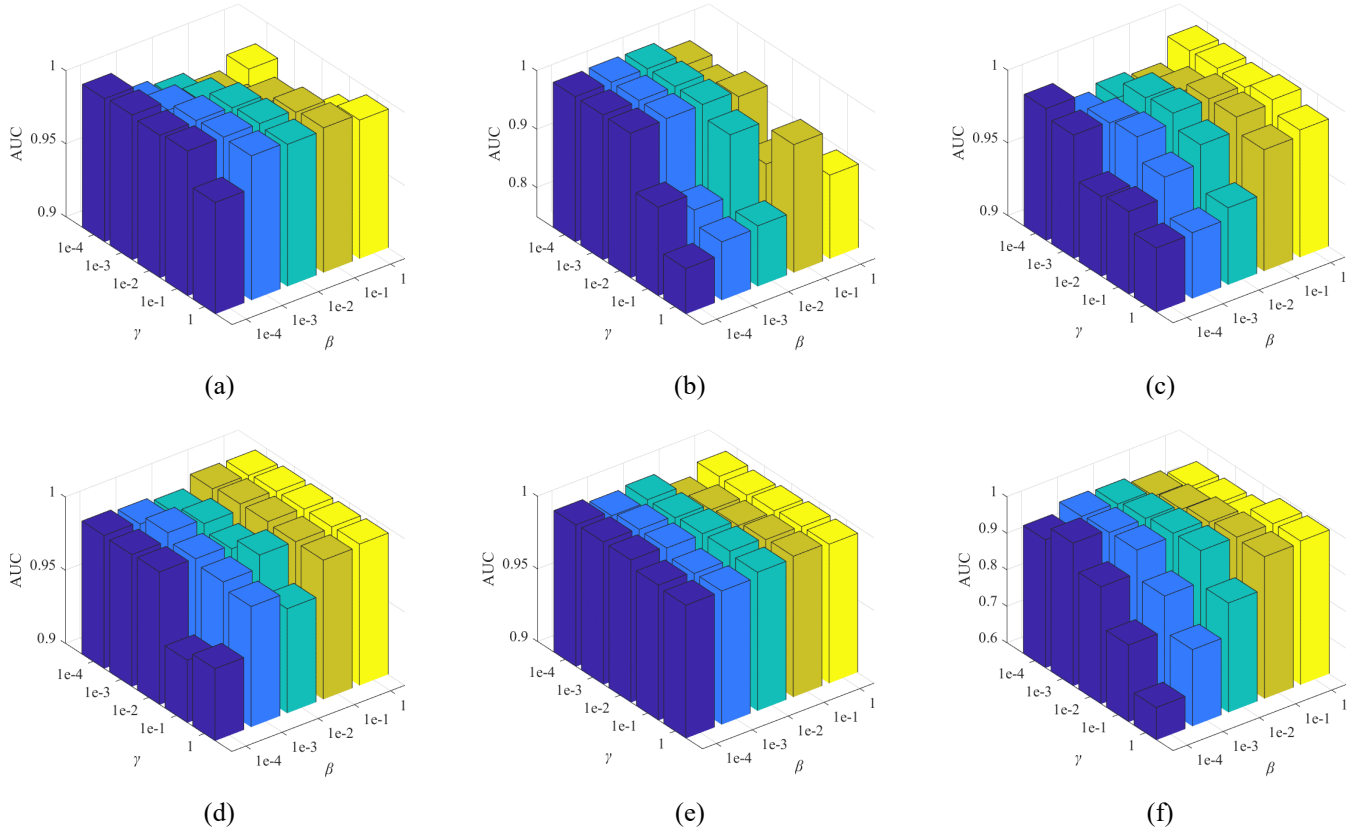 1
0.95
0.9
AUC
1e-4
1e-3
1e-2
1e-1
1
γ
1e-4
1e-3
1e-2
1e-1
1
β
(a)
1
0.9
0.8
AUC
1e-4
1e-3
1e-2
1e-1
1
γ
1e-4
1e-3
1e-2
1e-1
1
β
(b)
1
0.95
0.9
AUC
1e-4
1e-3
1e-2
1e-1
1
γ
1e-4
1e-3
1e-2
1e-1
1
β
(c)
1
0.95
0.9
AUC
1e-4
1e-3
1e-2
1e-1
1
γ
1e-4
1e-3
1e-2
1e-1
1
β
(d)
1
0.95
0.9
AUC
1e-4
1e-3
1e-2
1e-1
1
γ
1e-4
1e-3
1e-2
1e-1
1
β
(e)
1
0.9
0.8
0.7
0.6
AUC
1e-4
1e-3
1e-2
1e-1
1
γ
1e-4
1e-3
1e-2
1e-1
1
β
(f)